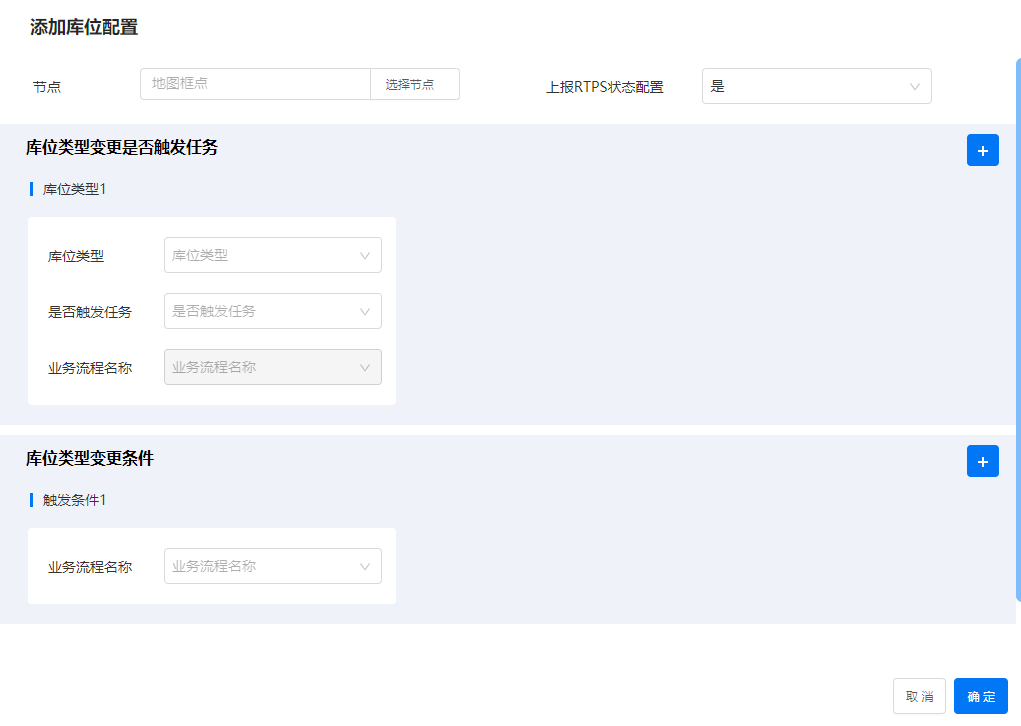 添加库位配置
节点 地图框点 选择节点 上报RTPS状态配置 是
库位类型变更是否触发任务
+
库位类型1
库位类型 库位类型
是否触发任务 是否触发任务
业务流程名称 业务流程名称
库位类型变更条件
+
触发条件1
业务流程名称 业务流程名称
取消 确定